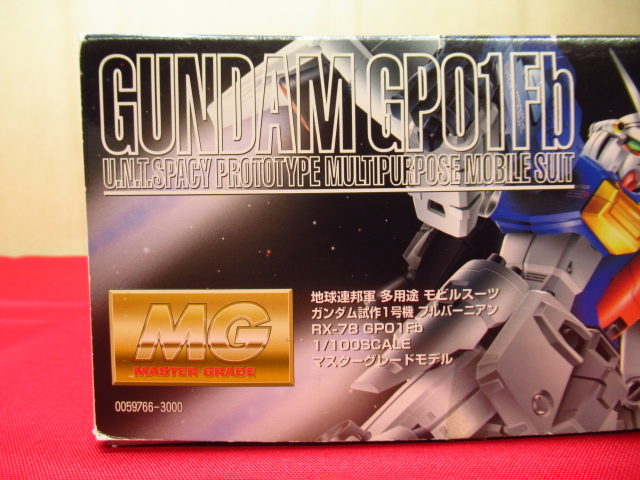 GUNDAM GP01Fb
U.N.T.SPACY PROTOTYPE MULTIPURPOSE MOBILE SUIT
MG
MASTER GRADE
地球連邦軍 多用途 モビルスーツ
ガンダム試作1号機 フルバーニアン
RX-78 GP01Fb
1/100SCALE
マスターグレードモデル
0059766-3000
4